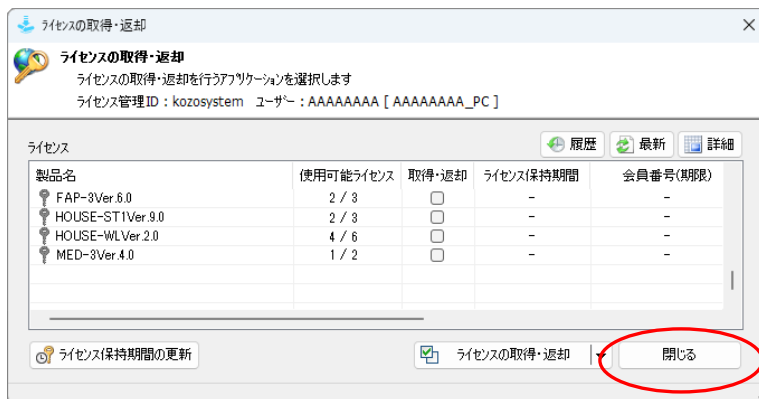 ライセンスの取得・返却
ライセンスの取得・返却
ライセンスの取得・返却を行うアプリケーションを選択します
ライセンス管理ID：kozosystem ユーザー：AAAAAAAA [ AAAAAAAA_PC ]
ライセンス 履歴 最新 詳細
製品名 使用可能ライセンス 取得・返却 ライセンス保持期間 会員番号(期限)
FAP-3Ver.6.0 2 / 3 - -
HOUSE-ST1Ver.9.0 2 / 3 - -
HOUSE-WLVer.2.0 4 / 6 - -
MED-3Ver.4.0 1 / 2 - -
ライセンス保持期間の更新 ライセンスの取得・返却 閉じる